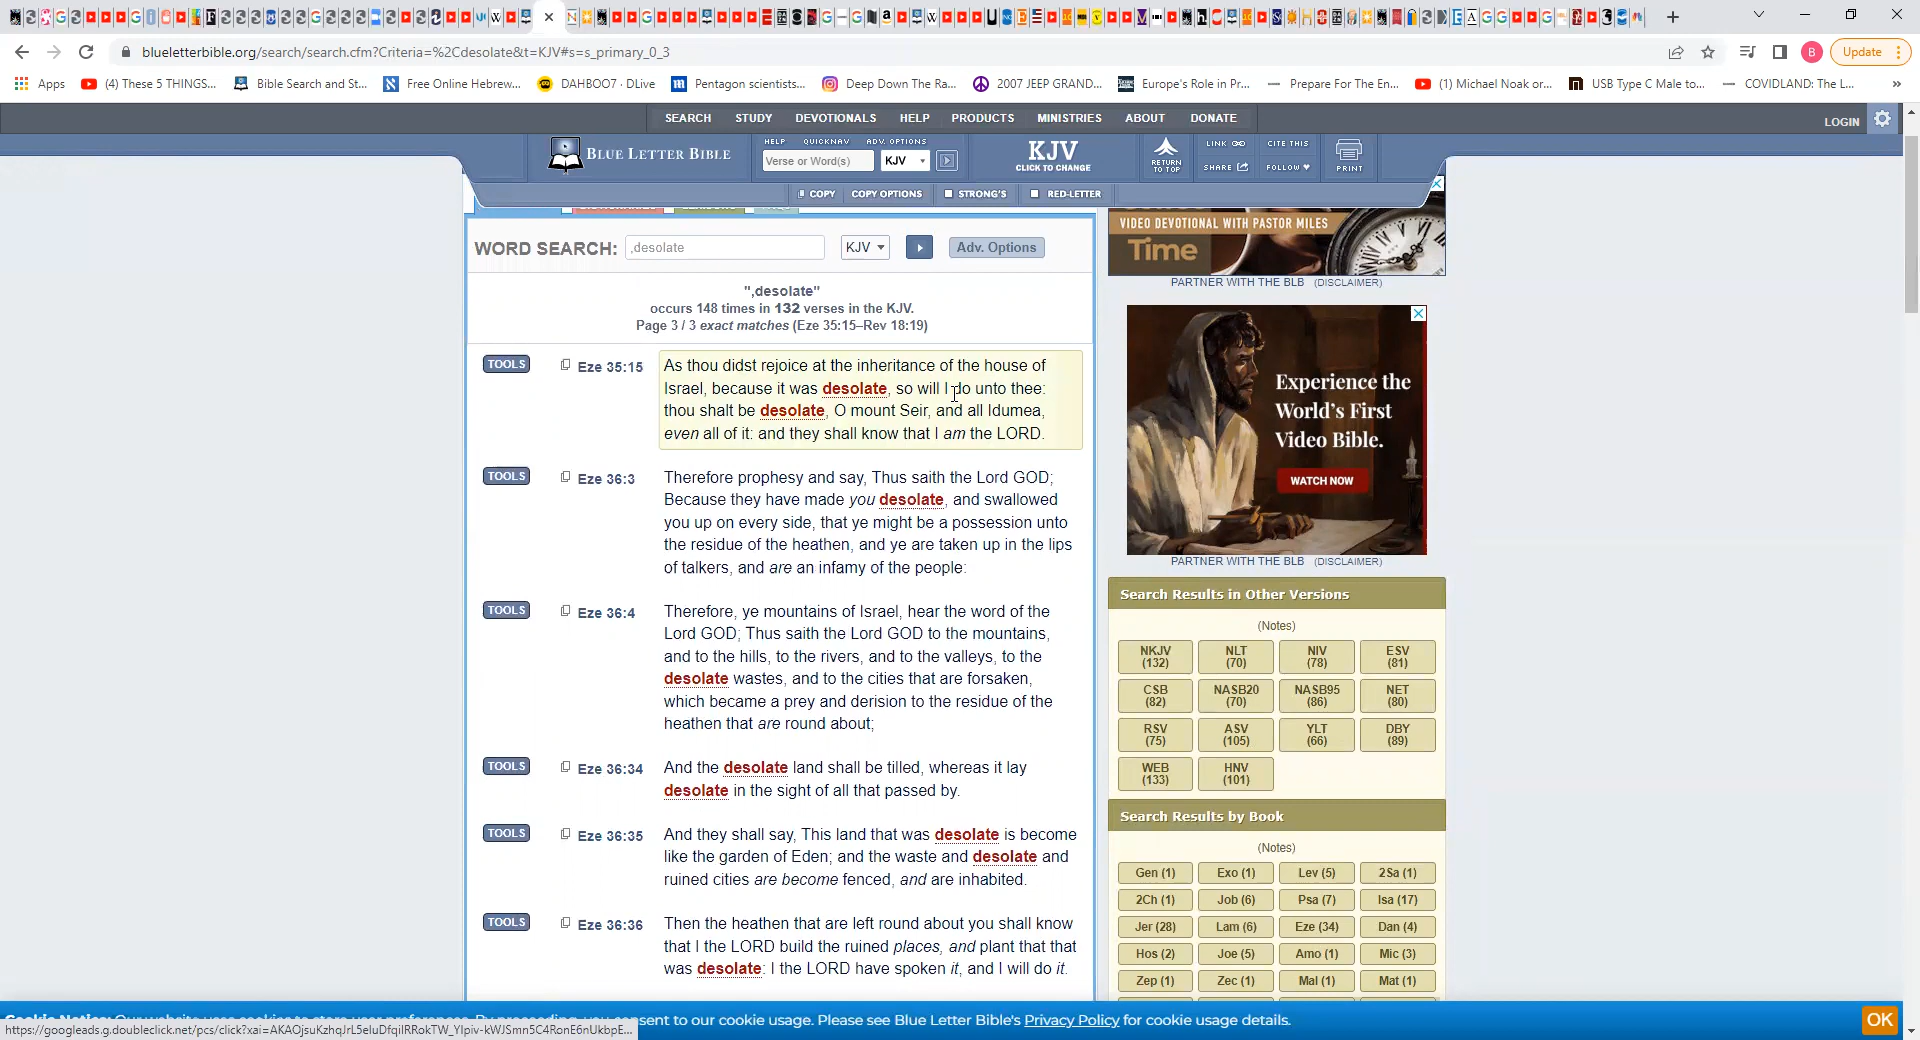 blueletterbible.org/search/search.cfm?Criteria=%2Cdesolate&t=KJV#s=s_primary_0_3
Update
B
Apps
(4) These 5 THINGS...
Bible Search and St...
Free Online Hebrew...
DAHBOO7 · DLive
Pentagon scientists...
Deep Down The Ra...
2007 JEEP GRAND...
Europe's Role in Pr...
Prepare For The En...
(1) Michael Noak or...
USB Type C Male to...
COVIDLAND: The L...
SEARCH STUDY DEVOTIONALS HELP PRODUCTS MINISTRIES ABOUT DONATE
LOGIN
BLUE LETTER BIBLE
HELP QUICKNAV ADV. OPTIONS
Verse or Word(s)
KJV
KJV
CLICK TO CHANGE
RETURN
TO TOP
LINK
SHARE
CITE THIS
FOLLOW
PRINT
COPY COPY OPTIONS STRONG'S RED-LETTER
WORD SEARCH: ,desolate KJV Adv. Options
",desolate"
occurs 148 times in 132 verses in the KJV.
Page 3 / 3 exact matches (Eze 35:15–Rev 18:19)
TOOLS Eze 35:15
As thou didst rejoice at the inheritance of the house of
Israel, because it was desolate, so will I do unto thee:
thou shalt be desolate, O mount Seir, and all Idumea,
even all of it: and they shall know that I am the LORD.
TOOLS Eze 36:3
Therefore prophesy and say, Thus saith the Lord GOD;
Because they have made you desolate, and swallowed
you up on every side, that ye might be a possession unto
the residue of the heathen, and ye are taken up in the lips
of talkers, and are an infamy of the people:
TOOLS Eze 36:4
Therefore, ye mountains of Israel, hear the word of the
Lord GOD; Thus saith the Lord GOD to the mountains,
and to the hills, to the rivers, and to the valleys, to the
desolate wastes, and to the cities that are forsaken,
which became a prey and derision to the residue of the
heathen that are round about;
TOOLS Eze 36:34
And the desolate land shall be tilled, whereas it lay
desolate in the sight of all that passed by.
TOOLS Eze 36:35
And they shall say, This land that was desolate is become
like the garden of Eden; and the waste and desolate and
ruined cities are become fenced, and are inhabited.
TOOLS Eze 36:36
Then the heathen that are left round about you shall know
that I the LORD build the ruined places, and plant that that
was desolate: I the LORD have spoken it, and I will do it.
VIDEO DEVOTIONAL WITH PASTOR MILES
Time
PARTNER WITH THE BLB (DISCLAIMER)
Experience the
World's First
Video Bible.
WATCH NOW
PARTNER WITH THE BLB (DISCLAIMER)
Search Results in Other Versions
(Notes)
NKJV (132) NLT (70) NIV (78) ESV (81)
CSB (82) NASB20 (70) NASB95 (86) NET (80)
RSV (75) ASV (105) YLT (66) DBY (89)
WEB (133) HNV (101)
Search Results by Book
(Notes)
Gen (1) Exo (1) Lev (5) 2Sa (1)
2Ch (1) Job (6) Psa (7) Isa (17)
Jer (28) Lam (6) Eze (34) Dan (4)
Hos (2) Joe (5) Amo (1) Mic (3)
Zep (1) Zec (1) Mal (1) Mat (1)
onsent to our cookie usage. Please see Blue Letter Bible's Privacy Policy for cookie usage details.
OK